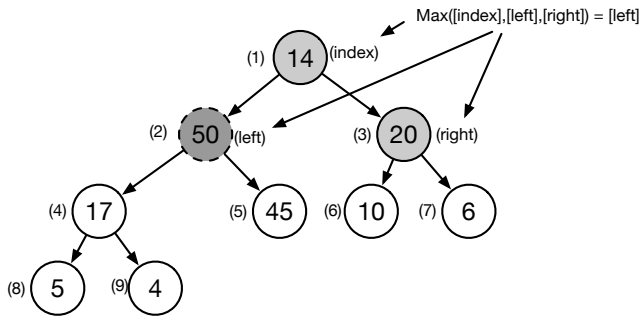 Max([index],[left],[right]) = [left]
(1) 14 (index)
(2) 50 (left) (3) 20 (right)
(4) 17 (5) 45 (6) 10 (7) 6
(8) 5 (9) 4